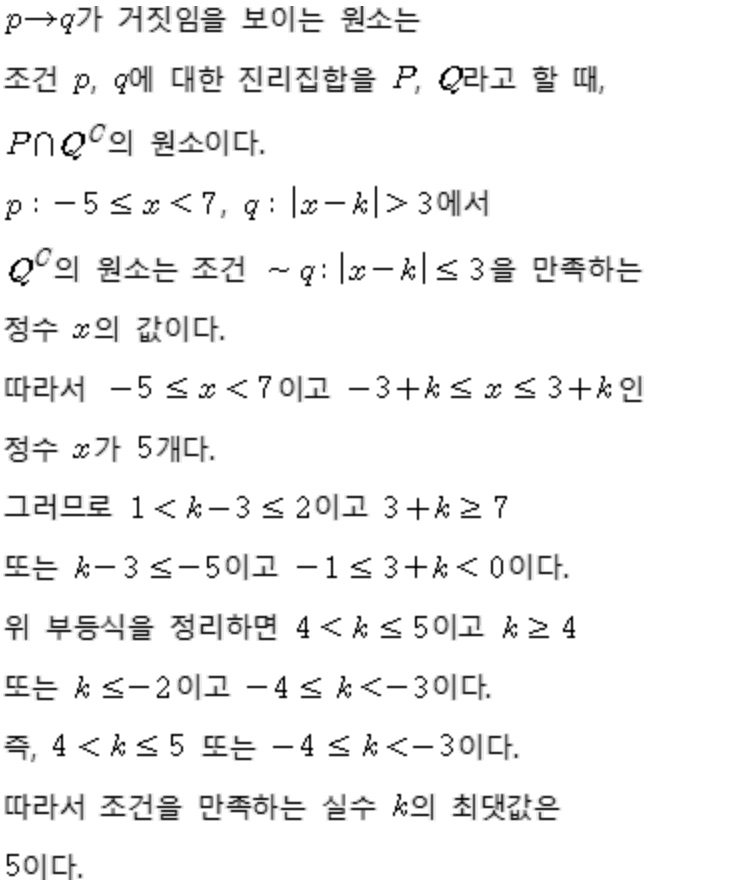 p→q가 거짓임을 보이는 원소는
조건 p, q에 대한 진리집합을 P, Q라고 할 때,
P∩Q^C의 원소이다.
p : −5 ≤ x < 7, q : |x−k| > 3에서
Q^C의 원소는 조건 ~q : |x−k| ≤ 3을 만족하는
정수 x의 값이다.
따라서 −5 ≤ x < 7이고 −3+k ≤ x ≤ 3+k인
정수 x가 5개다.
그러므로 1 < k−3 ≤ 2이고 3+k ≥ 7
또는 k−3 ≤−5이고 −1 ≤ 3+k < 0이다.
위 부등식을 정리하면 4 < k ≤ 5이고 k ≥ 4
또는 k ≤−2이고 −4 ≤ k <−3이다.
즉, 4 < k ≤ 5 또는 −4 ≤ k <−3이다.
따라서 조건을 만족하는 실수 k의 최댓값은
5이다.